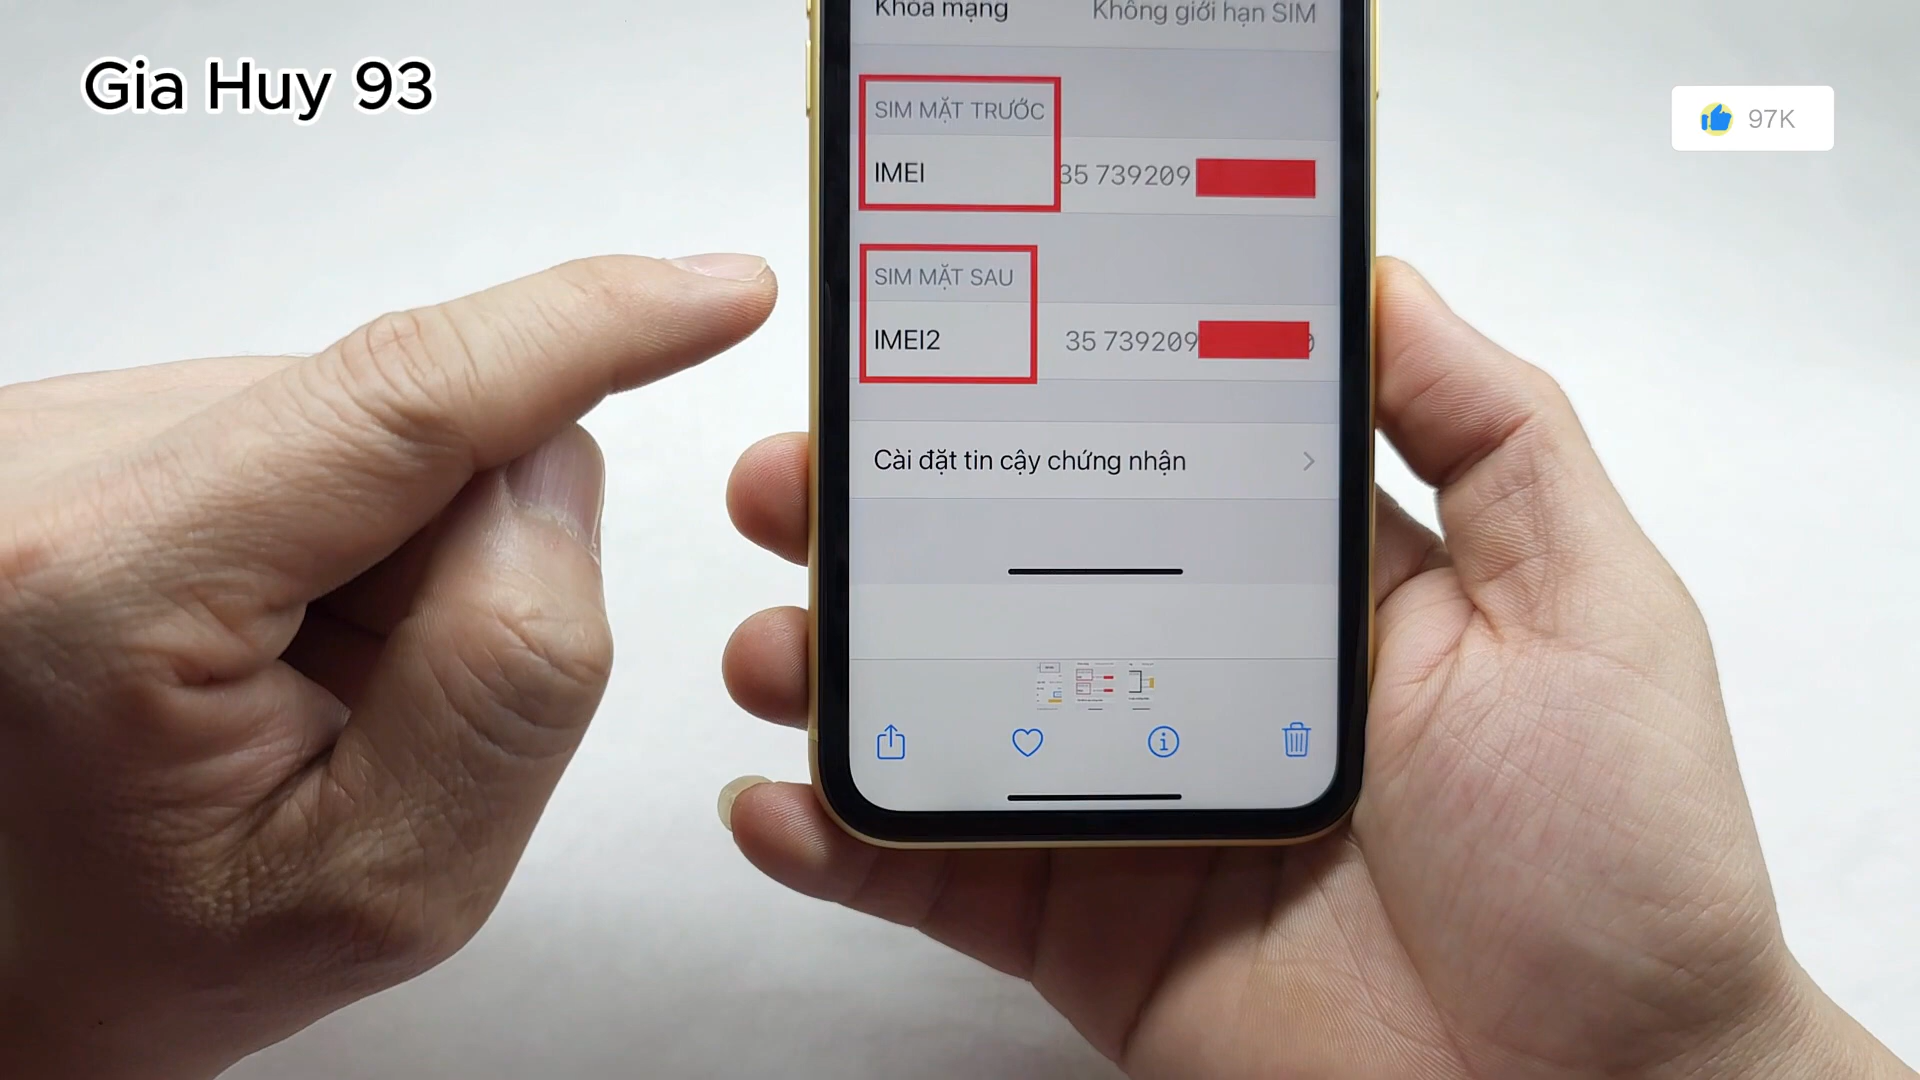 Gia Huy 93
97K
Khóa mạng Không giới hạn SIM
SIM MẶT TRƯỚC
IMEI 35 739209
SIM MẶT SAU
IMEI2 35 739209
Cài đặt tin cậy chứng nhận